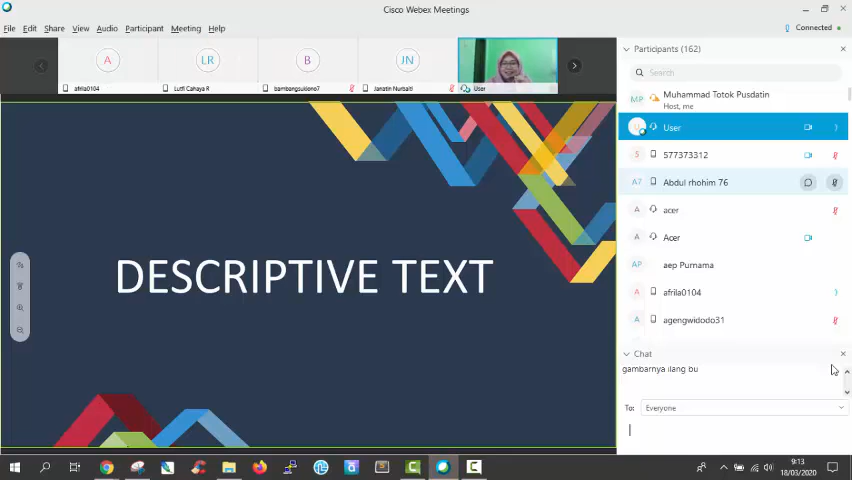 Cisco Webex Meetings
File Edit Share View Audio Participant Meeting Help
Connected
A
LR
B
JN
afrila0104
Lutfi Cahaya R
bambangsukiono7
Janatin Nurbaiti
User
DESCRIPTIVE TEXT
Participants (162)
Search
MP Muhammad Totok Pusdatin
Host, me
User
S 577373312
A7 Abdul rhohim 76
A acer
A Acer
AP aep Purnama
A afrila0104
A agengwidodo31
Chat
gambarnya ilang bu
To: Everyone
9:13
18/03/2020